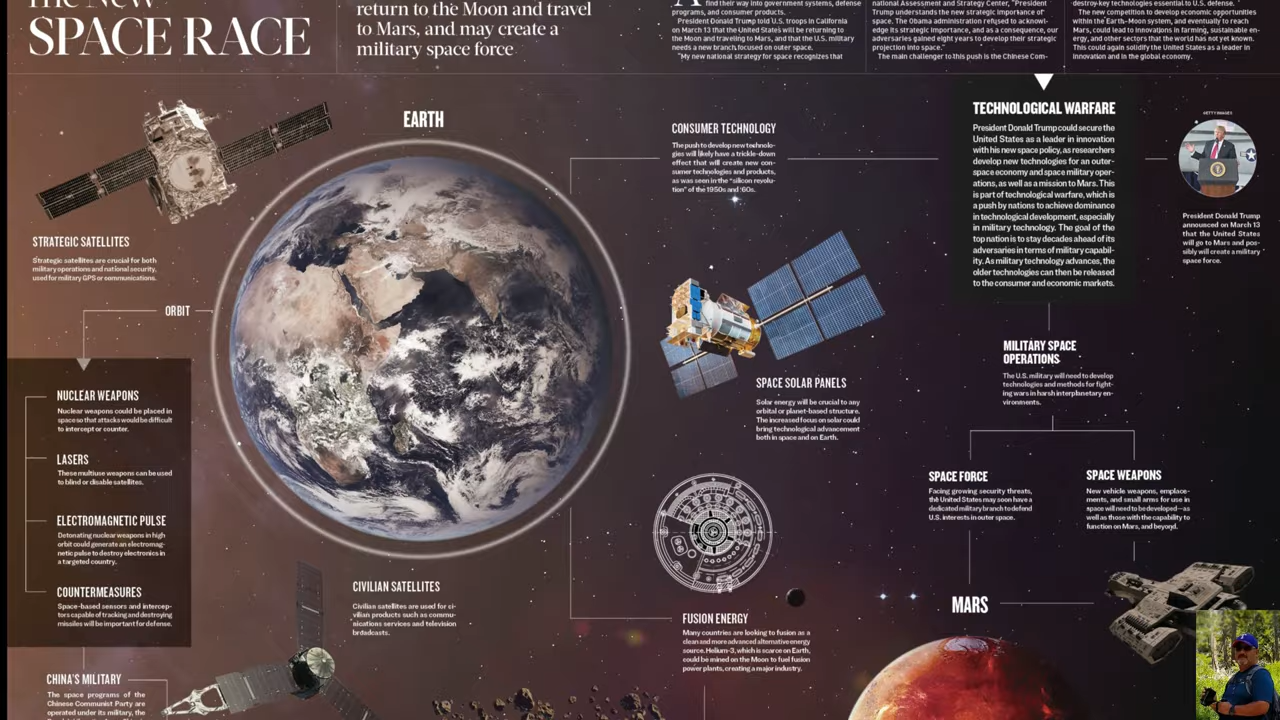 The New
SPACE RACE
return to the Moon and travel
to Mars, and may create a
military space force
find their way into government systems, defense
programs, and consumer products.
President Donald Trump told U.S. troops in California
on March 13 that the United States will be returning to
the Moon and traveling to Mars, and that the U.S. military
needs a new branch, focused on outer space.
"My new national strategy for space recognizes that
national Assessment and Strategy Center, "President
Trump understands the new strategic importance of
space. The Obama administration refused to acknowl-
edge its strategic importance, and as a consequence, our
adversaries gained eight years to develop their strategic
projection into space."
The main challenger to this push is the Chinese Com-
destroy-key technologies essential to U.S. defense.
The new competition to develop economic opportunities
within the Earth–Moon system, and eventually to reach
Mars, could lead to innovations in farming, sustainable en-
ergy, and other sectors that the world has not yet known.
This could again solidify the United States as a leader in
innovation and in the global economy.
EARTH
STRATEGIC SATELLITES
Strategic satellites are crucial for both
military operations and national security,
used for military GPS or communications.
ORBIT
NUCLEAR WEAPONS
Nuclear weapons could be placed in
space so that attacks would be difficult
to intercept or counter.
LASERS
These multiuse weapons can be used
to blind or disable satellites.
ELECTROMAGNETIC PULSE
Detonating nuclear weapons in high
orbit could generate an electromag-
netic pulse to destroy electronics in
a targeted country.
COUNTERMEASURES
Space-based sensors and intercep-
tors capable of tracking and destroying
missiles will be important for defense.
CHINA'S MILITARY
The space programs of the
Chinese Communist Party are
operated under its military, the
CIVILIAN SATELLITES
Civilian satellites are used for ci-
vilian products such as commu-
nications services and television
broadcasts.
CONSUMER TECHNOLOGY
The push to develop new technolo-
gies will likely have a trickle-down
effect that will create new con-
sumer technologies and products,
as was seen in the "silicon revolu-
tion" of the 1950s and '60s.
SPACE SOLAR PANELS
Solar energy will be crucial to any
orbital or planet-based structure.
The increased focus on solar could
bring technological advancement
both in space and on Earth.
FUSION ENERGY
Many countries are looking to fusion as a
clean and more advanced alternative energy
source. Helium-3, which is scarce on Earth,
could be mined on the Moon to fuel fusion
power plants, creating a major industry.
TECHNOLOGICAL WARFARE
President Donald Trump could secure the
United States as a leader in innovation
with his new space policy, as researchers
develop new technologies for an outer-
space economy and space military oper-
ations, as well as a mission to Mars. This
is part of technological warfare, which is
a push by nations to achieve dominance
in technological development, especially
in military technology. The goal of the
top nation is to stay decades ahead of its
adversaries in terms of military capabil-
ity. As military technology advances, the
older technologies can then be released
to the consumer and economic markets.
GETTY IMAGES
President Donald Trump
announced on March 13
that the United States
will go to Mars and pos-
sibly will create a military
space force.
MILITARY SPACE
OPERATIONS
The U.S. military will need to develop
technologies and methods for fight-
ing wars in harsh interplanetary en-
vironments.
SPACE FORCE
Facing growing security threats,
the United States may soon have a
dedicated military branch to defend
U.S. interests in outer space.
SPACE WEAPONS
New vehicle weapons, emplace-
ments, and small arms for use in
space will need to be developed—as
well as those with the capability to
function on Mars, and beyond.
MARS